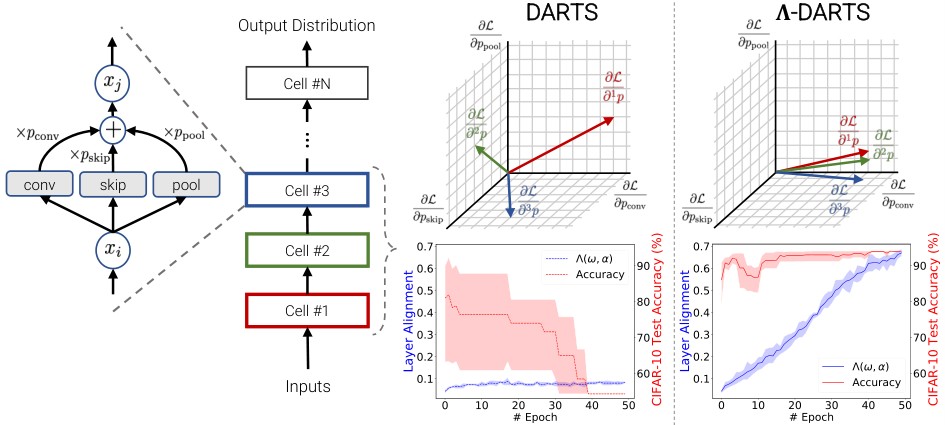 Output Distribution
Cell #N
Cell #3
Cell #2
Cell #1
Inputs
x_j
+
×p_conv
×p_skip
×p_pool
conv
skip
pool
x_i
DARTS
∂ℒ/∂p_pool
∂ℒ/∂¹p
∂ℒ/∂²p
∂ℒ/∂³p
∂ℒ/∂p_skip
∂ℒ/∂p_conv
Λ-DARTS
∂ℒ/∂p_pool
∂ℒ/∂¹p
∂ℒ/∂²p
∂ℒ/∂³p
∂ℒ/∂p_skip
∂ℒ/∂p_conv
Layer Alignment
0.7
0.6
0.5
0.4
0.3
0.2
0.1
Λ(ω, α)
Accuracy
90
80
70
60
CIFAR-10 Test Accuracy (%)
0 10 20 30 40 50
# Epoch
Layer Alignment
0.7
0.6
0.5
0.4
0.3
0.2
0.1
Λ(ω, α)
Accuracy
90
80
70
60
CIFAR-10 Test Accuracy (%)
0 10 20 30 40 50
# Epoch